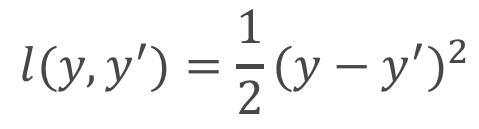 l(y, y′) = 1/2 (y − y′)²